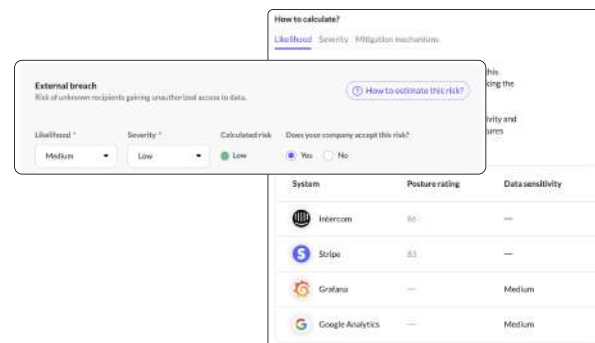 How to calculate?
Likelihood Severity Mitigation mechanisms
this
cing the
ivity and
ures
External breach
Risk of unknown recipients gaining unauthorized access to data.
How to estimate this risk?
Likelihood * Severity * Calculated risk Does your company accept this risk?
Medium Low Low Yes No
System Posture rating Data sensitivity
Intercom 86 —
Stripe 83 —
Grafana — Medium
Google Analytics — Medium